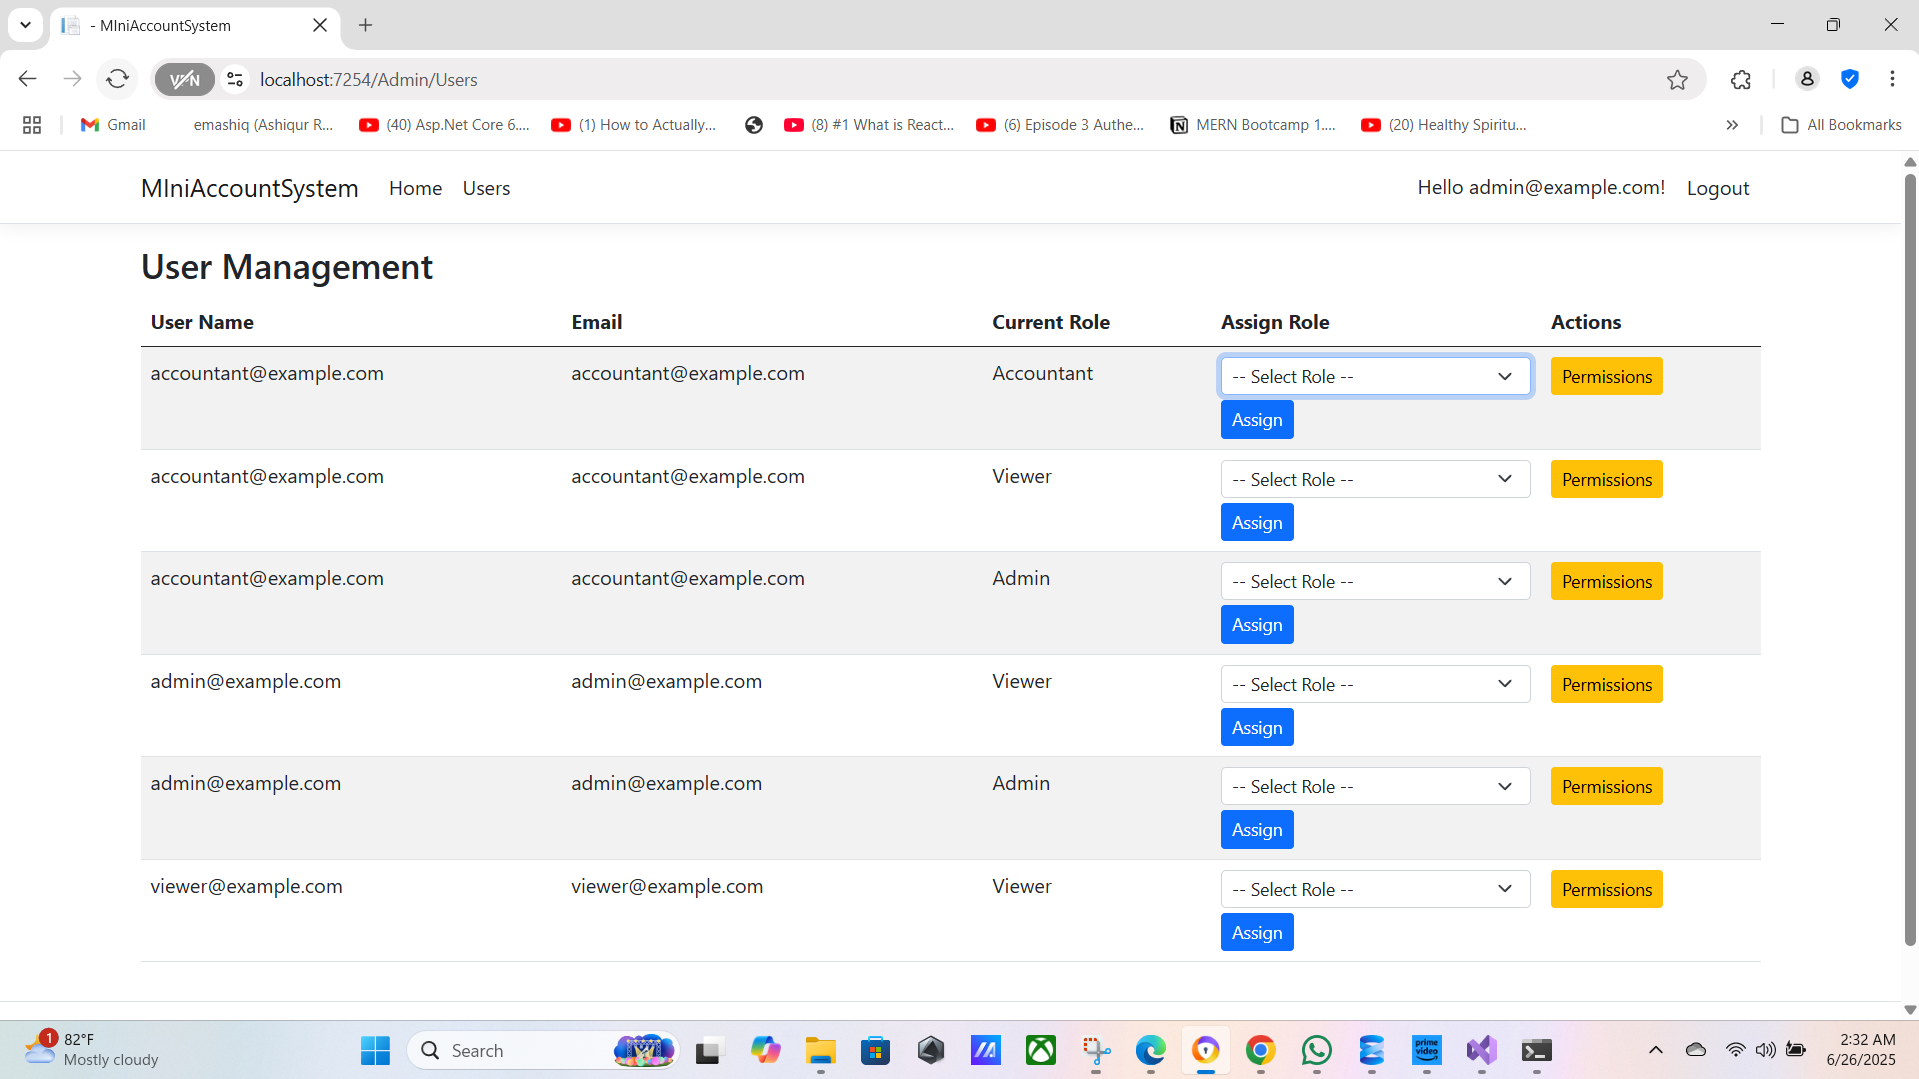 - MIniAccountSystem
VPN
localhost:7254/Admin/Users
Gmail
emashiq (Ashiqur R...
(40) Asp.Net Core 6....
(1) How to Actually...
(8) #1 What is React...
(6) Episode 3 Authe...
MERN Bootcamp 1....
(20) Healthy Spiritu...
All Bookmarks
MIniAccountSystem Home Users Hello admin@example.com! Logout
User Management
User Name Email Current Role Assign Role Actions
accountant@example.com accountant@example.com Accountant -- Select Role -- Permissions
Assign
accountant@example.com accountant@example.com Viewer -- Select Role -- Permissions
Assign
accountant@example.com accountant@example.com Admin -- Select Role -- Permissions
Assign
admin@example.com admin@example.com Viewer -- Select Role -- Permissions
Assign
admin@example.com admin@example.com Admin -- Select Role -- Permissions
Assign
viewer@example.com viewer@example.com Viewer -- Select Role -- Permissions
Assign
1
82°F
Mostly cloudy
Search
prime video
2:32 AM
6/26/2025